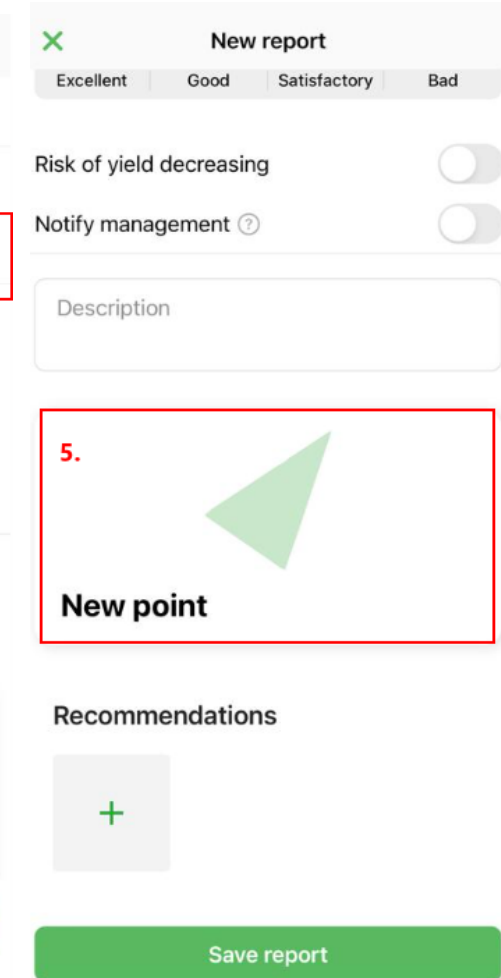 New report
Excellent Good Satisfactory Bad
Risk of yield decreasing
Notify management ?
Description
5.
New point
Recommendations
+
Save report